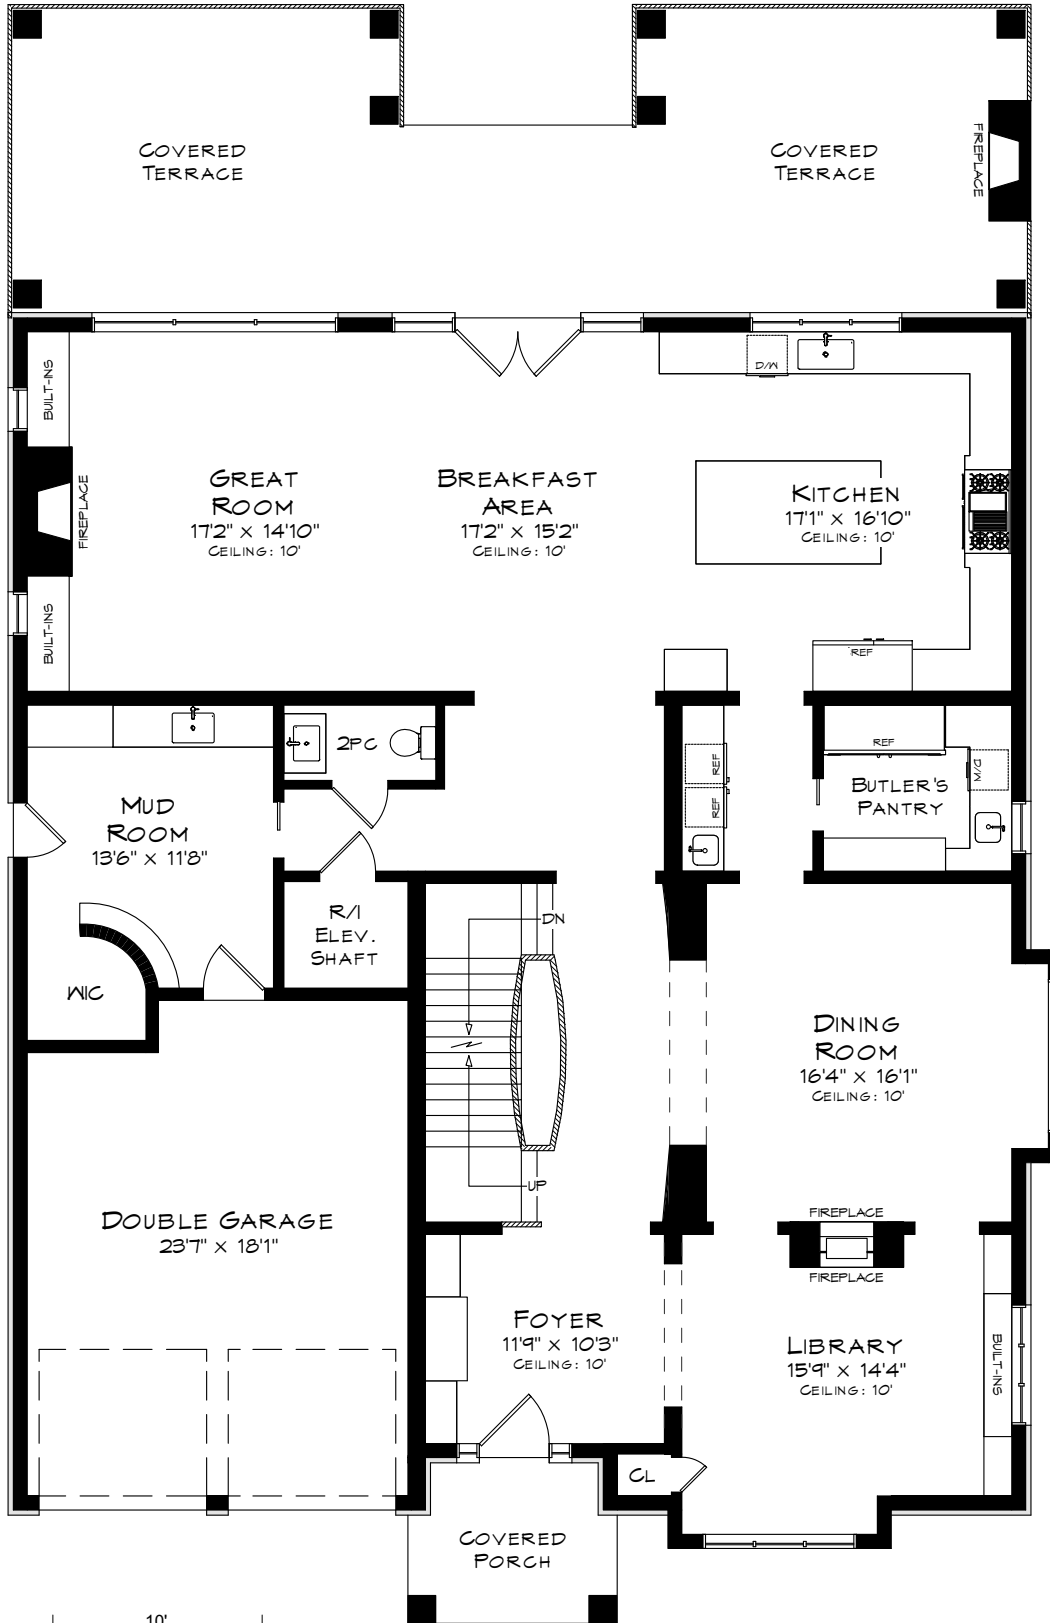 COVERED
TERRACE
COVERED
TERRACE
FIREPLACE
BUILT-INS
D/W
GREAT
ROOM
17'2" x 14'10"
CEILING: 10'
BREAKFAST
AREA
17'2" x 15'2"
CEILING: 10'
KITCHEN
17'1" x 16'10"
CEILING: 10'
FIREPLACE
BUILT-INS
REF
2PC
REF
REF
REF
D/W
BUTLER'S
PANTRY
MUD
ROOM
13'6" x 11'8"
R/I
ELEV.
SHAFT
DN
WIC
DINING
ROOM
16'4" x 16'1"
CEILING: 10'
UP
DOUBLE GARAGE
23'7" x 18'1"
FIREPLACE
FIREPLACE
FOYER
11'9" x 10'3"
CEILING: 10'
LIBRARY
15'9" x 14'4"
CEILING: 10'
BUILT-INS
CL
COVERED
PORCH
10'